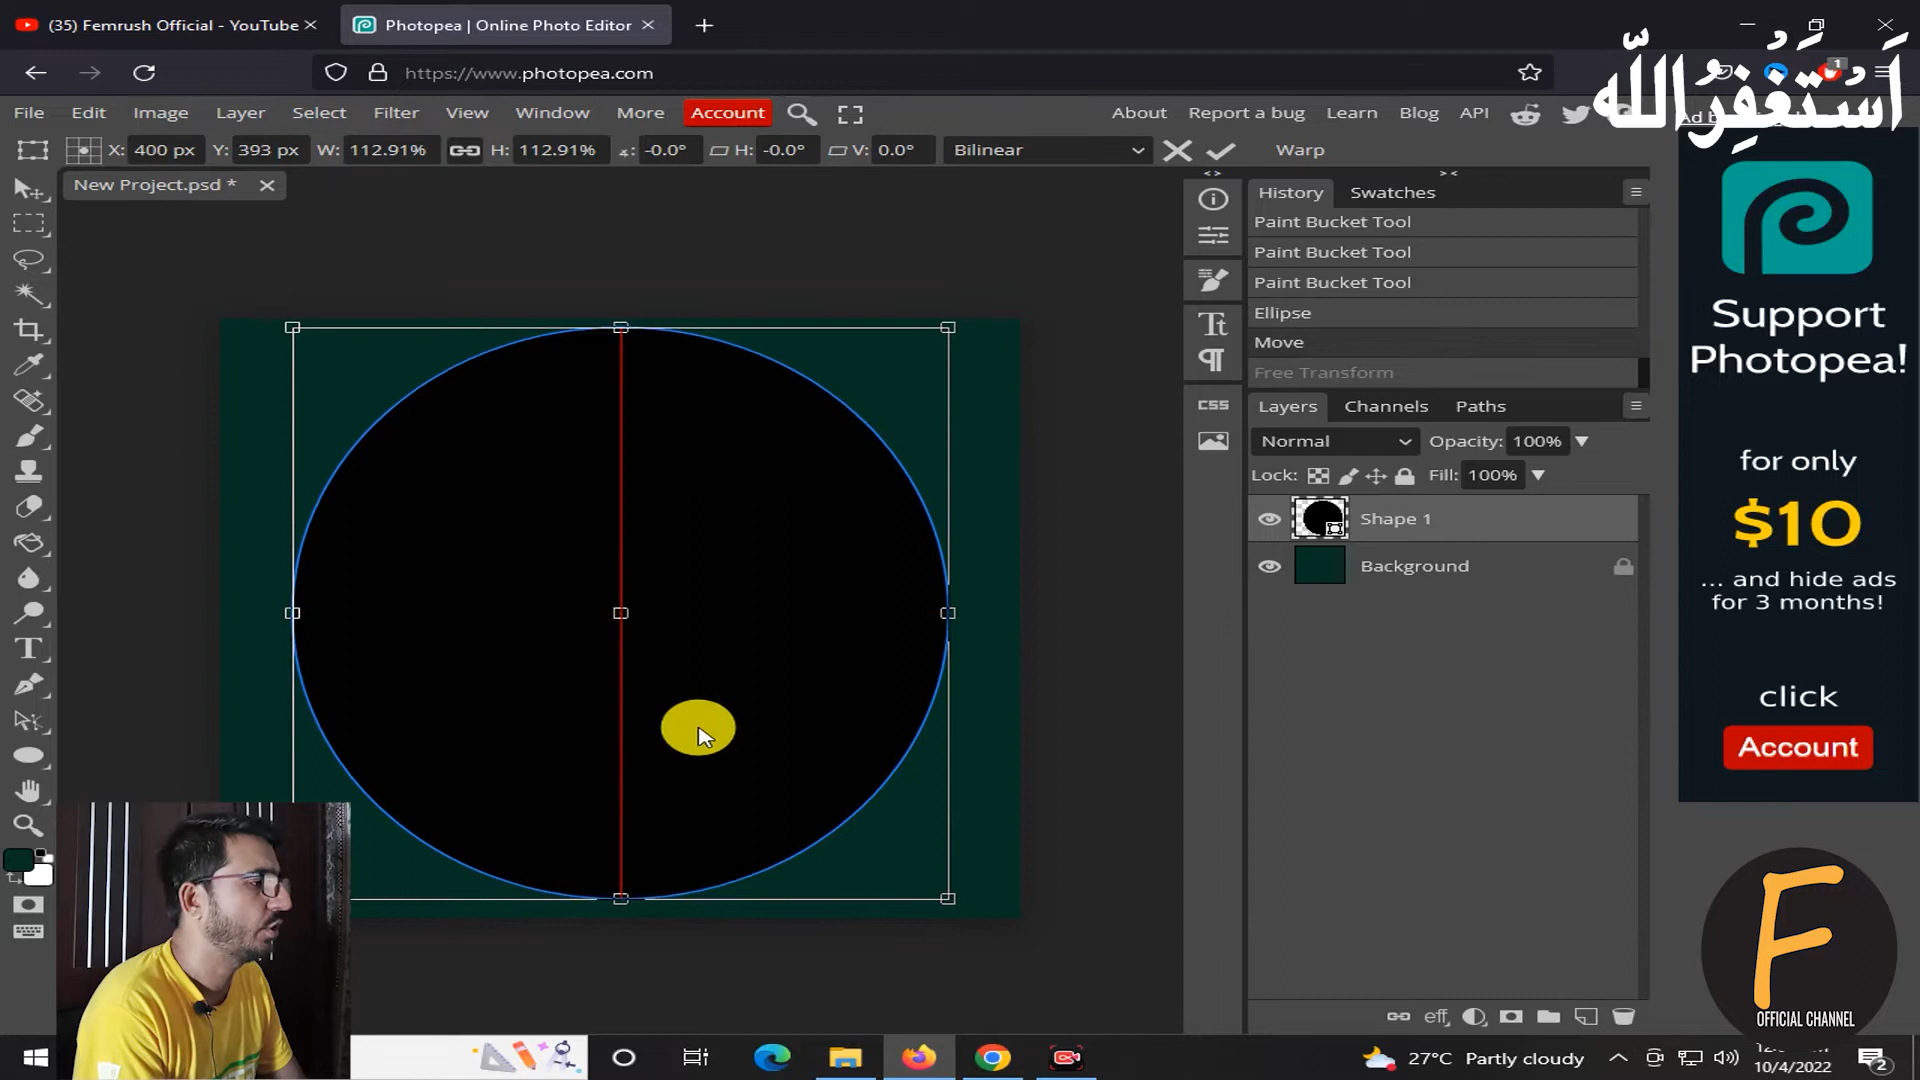 (35) Femrush Official - YouTube
Photopea | Online Photo Editor
https://www.photopea.com
1
اَسْتَغْفِرُاللّه
File Edit Image Layer Select Filter View Window More Account
About Report a bug Learn Blog API
X: 400 px Y: 393 px W: 112.91% H: 112.91% -0.0° H: -0.0° V: 0.0° Bilinear Warp
New Project.psd *
History Swatches
Paint Bucket Tool
Paint Bucket Tool
Paint Bucket Tool
Ellipse
Move
Free Transform
Layers Channels Paths
Normal Opacity: 100%
Lock: Fill: 100%
Shape 1
Background
CSS
eff
Support
Photopea!
for only
$10
... and hide ads
for 3 months!
click
Account
F
OFFICIAL CHANNEL
27°C Partly cloudy
10/4/2022
2